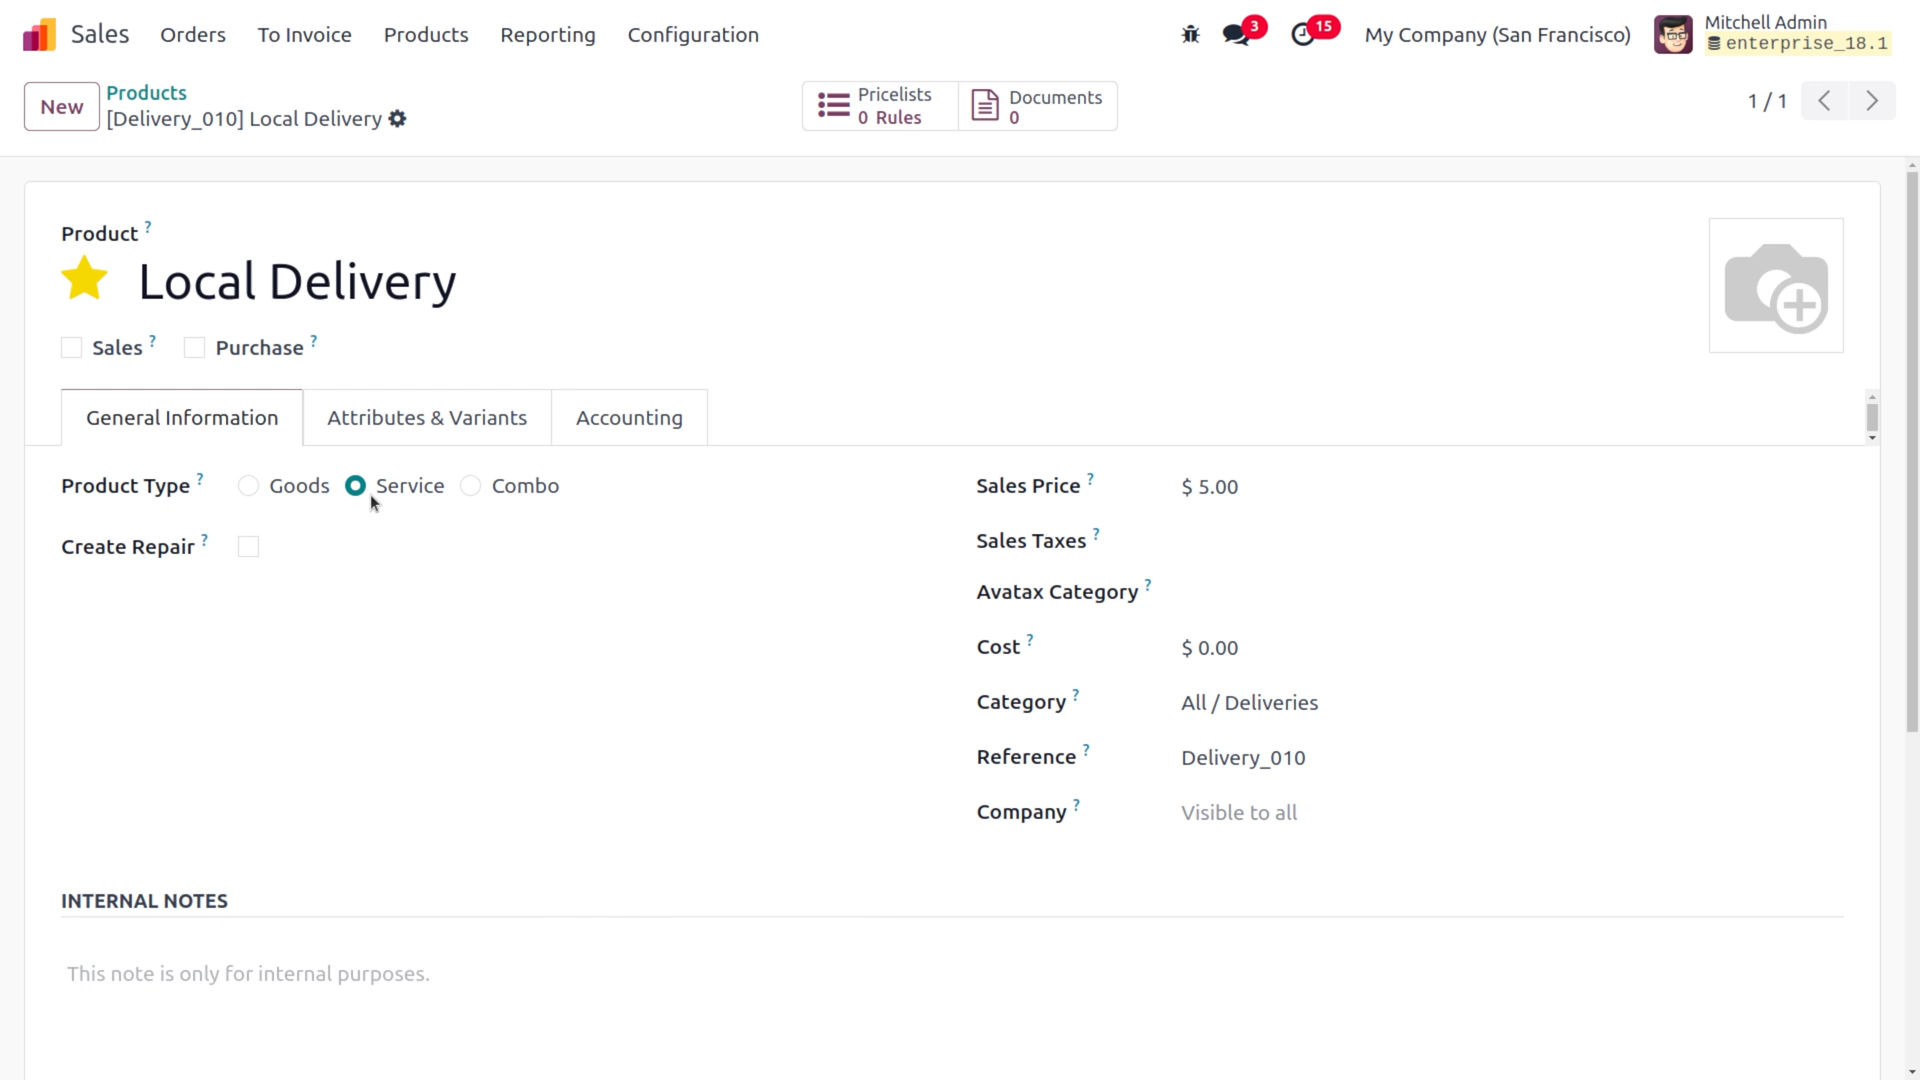 Sales Orders To Invoice Products Reporting Configuration 3 15 My Company (San Francisco) Mitchell Admin
enterprise_18.1
New Products
[Delivery_010] Local Delivery
Pricelists
0 Rules
Documents
0
1 / 1
Product ?
Local Delivery
Sales ? Purchase ?
General Information Attributes & Variants Accounting
Product Type ? Goods Service Combo
Create Repair ?
Sales Price ? $ 5.00
Sales Taxes ?
Avatax Category ?
Cost ? $ 0.00
Category ? All / Deliveries
Reference ? Delivery_010
Company ? Visible to all
INTERNAL NOTES
This note is only for internal purposes.